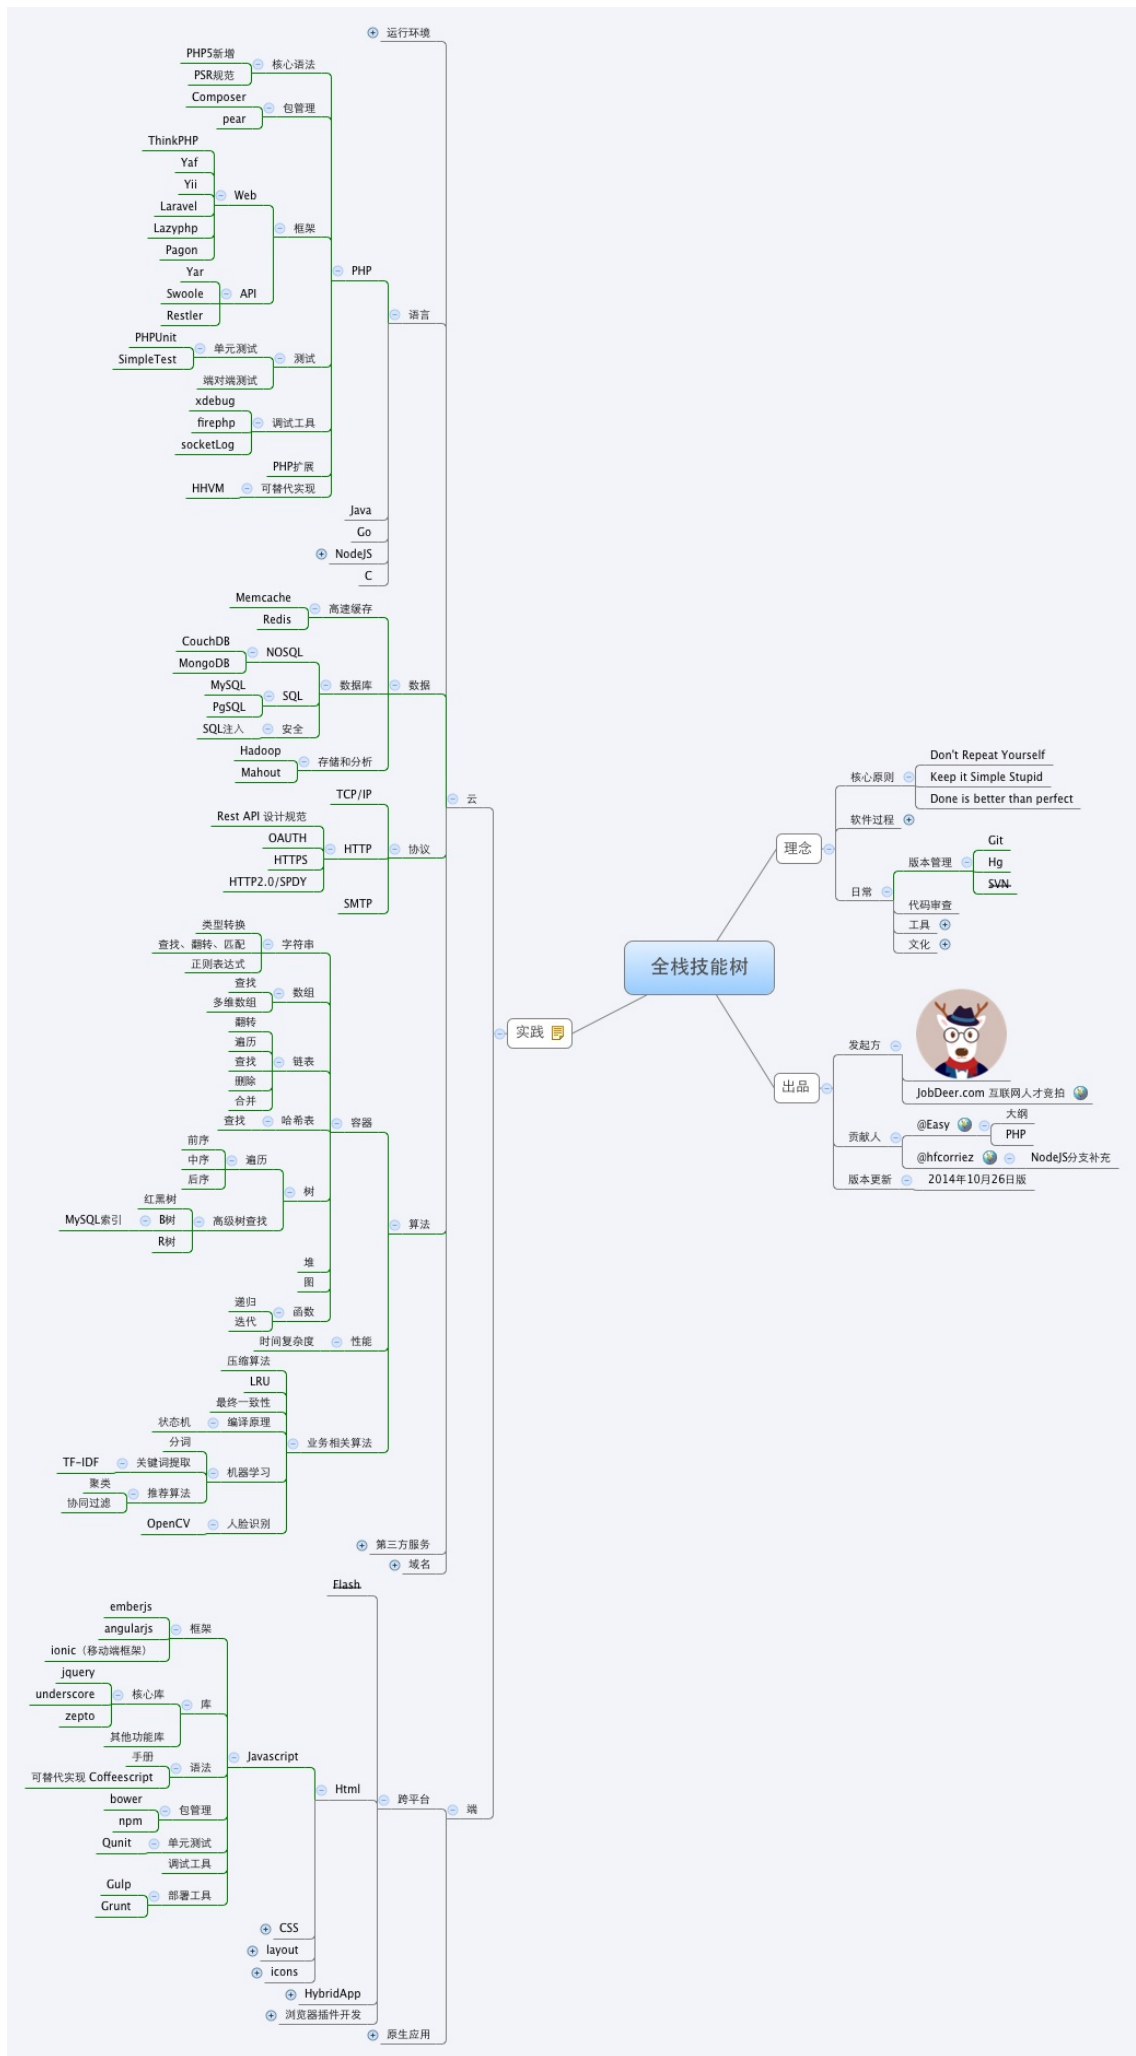 运行环境
PHP5新增
核心语法
PSR规范
Composer
包管理
pear
ThinkPHP
Yaf
Yii
Web
Laravel
Lazyphp
框架
Pagon
Yar
PHP
Swoole
API
Restler
语言
PHPUnit
单元测试
SimpleTest
测试
端对端测试
xdebug
firephp
调试工具
socketLog
PHP扩展
HHVM
可替代实现
Java
Go
NodeJS
C
Memcache
高速缓存
Redis
CouchDB
NOSQL
MongoDB
MySQL
数据库
数据
SQL
PgSQL
SQL注入
安全
Hadoop
存储和分析
Mahout
云
TCP/IP
Rest API 设计规范
OAUTH
HTTP
协议
HTTPS
HTTP2.0/SPDY
SMTP
类型转换
查找、翻转、匹配
字符串
正则表达式
查找
数组
多维数组
翻转
遍历
查找
链表
删除
合并
查找
哈希表
容器
前序
中序
遍历
后序
树
红黑树
MySQL索引
B树
高级树查找
R树
算法
堆
图
递归
函数
迭代
时间复杂度
性能
压缩算法
LRU
最终一致性
状态机
编译原理
分词
业务相关算法
TF-IDF
关键词提取
机器学习
聚类
推荐算法
协同过滤
OpenCV
人脸识别
第三方服务
域名
Flash
emberjs
angularjs
框架
ionic（移动端框架）
jquery
underscore
核心库
库
zepto
其他功能库
手册
语法
Javascript
可替代实现 Coffeescript
Html
跨平台
端
bower
包管理
npm
Qunit
单元测试
调试工具
Gulp
部署工具
Grunt
CSS
layout
icons
HybridApp
浏览器插件开发
原生应用
实践
全栈技能树
理念
核心原则
Don't Repeat Yourself
Keep it Simple Stupid
Done is better than perfect
软件过程
日常
版本管理
Git
Hg
SVN
代码审查
工具
文化
出品
发起方
JobDeer.com 互联网人才竞拍
贡献人
@Easy
大纲
PHP
@hfcorriez
NodeJS分支补充
版本更新
2014年10月26日版